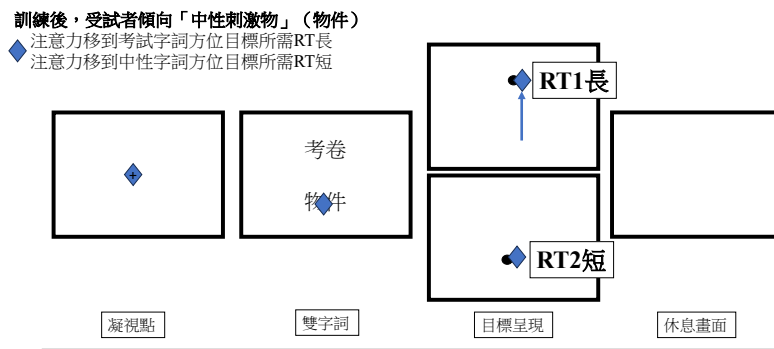 訓練後，受試者傾向「中性刺激物」（物件）
注意力移到考試字詞方位目標所需RT長
注意力移到中性字詞方位目標所需RT短
RT1長
+
考卷
物件
RT2短
凝視點
雙字詞
目標呈現
休息畫面